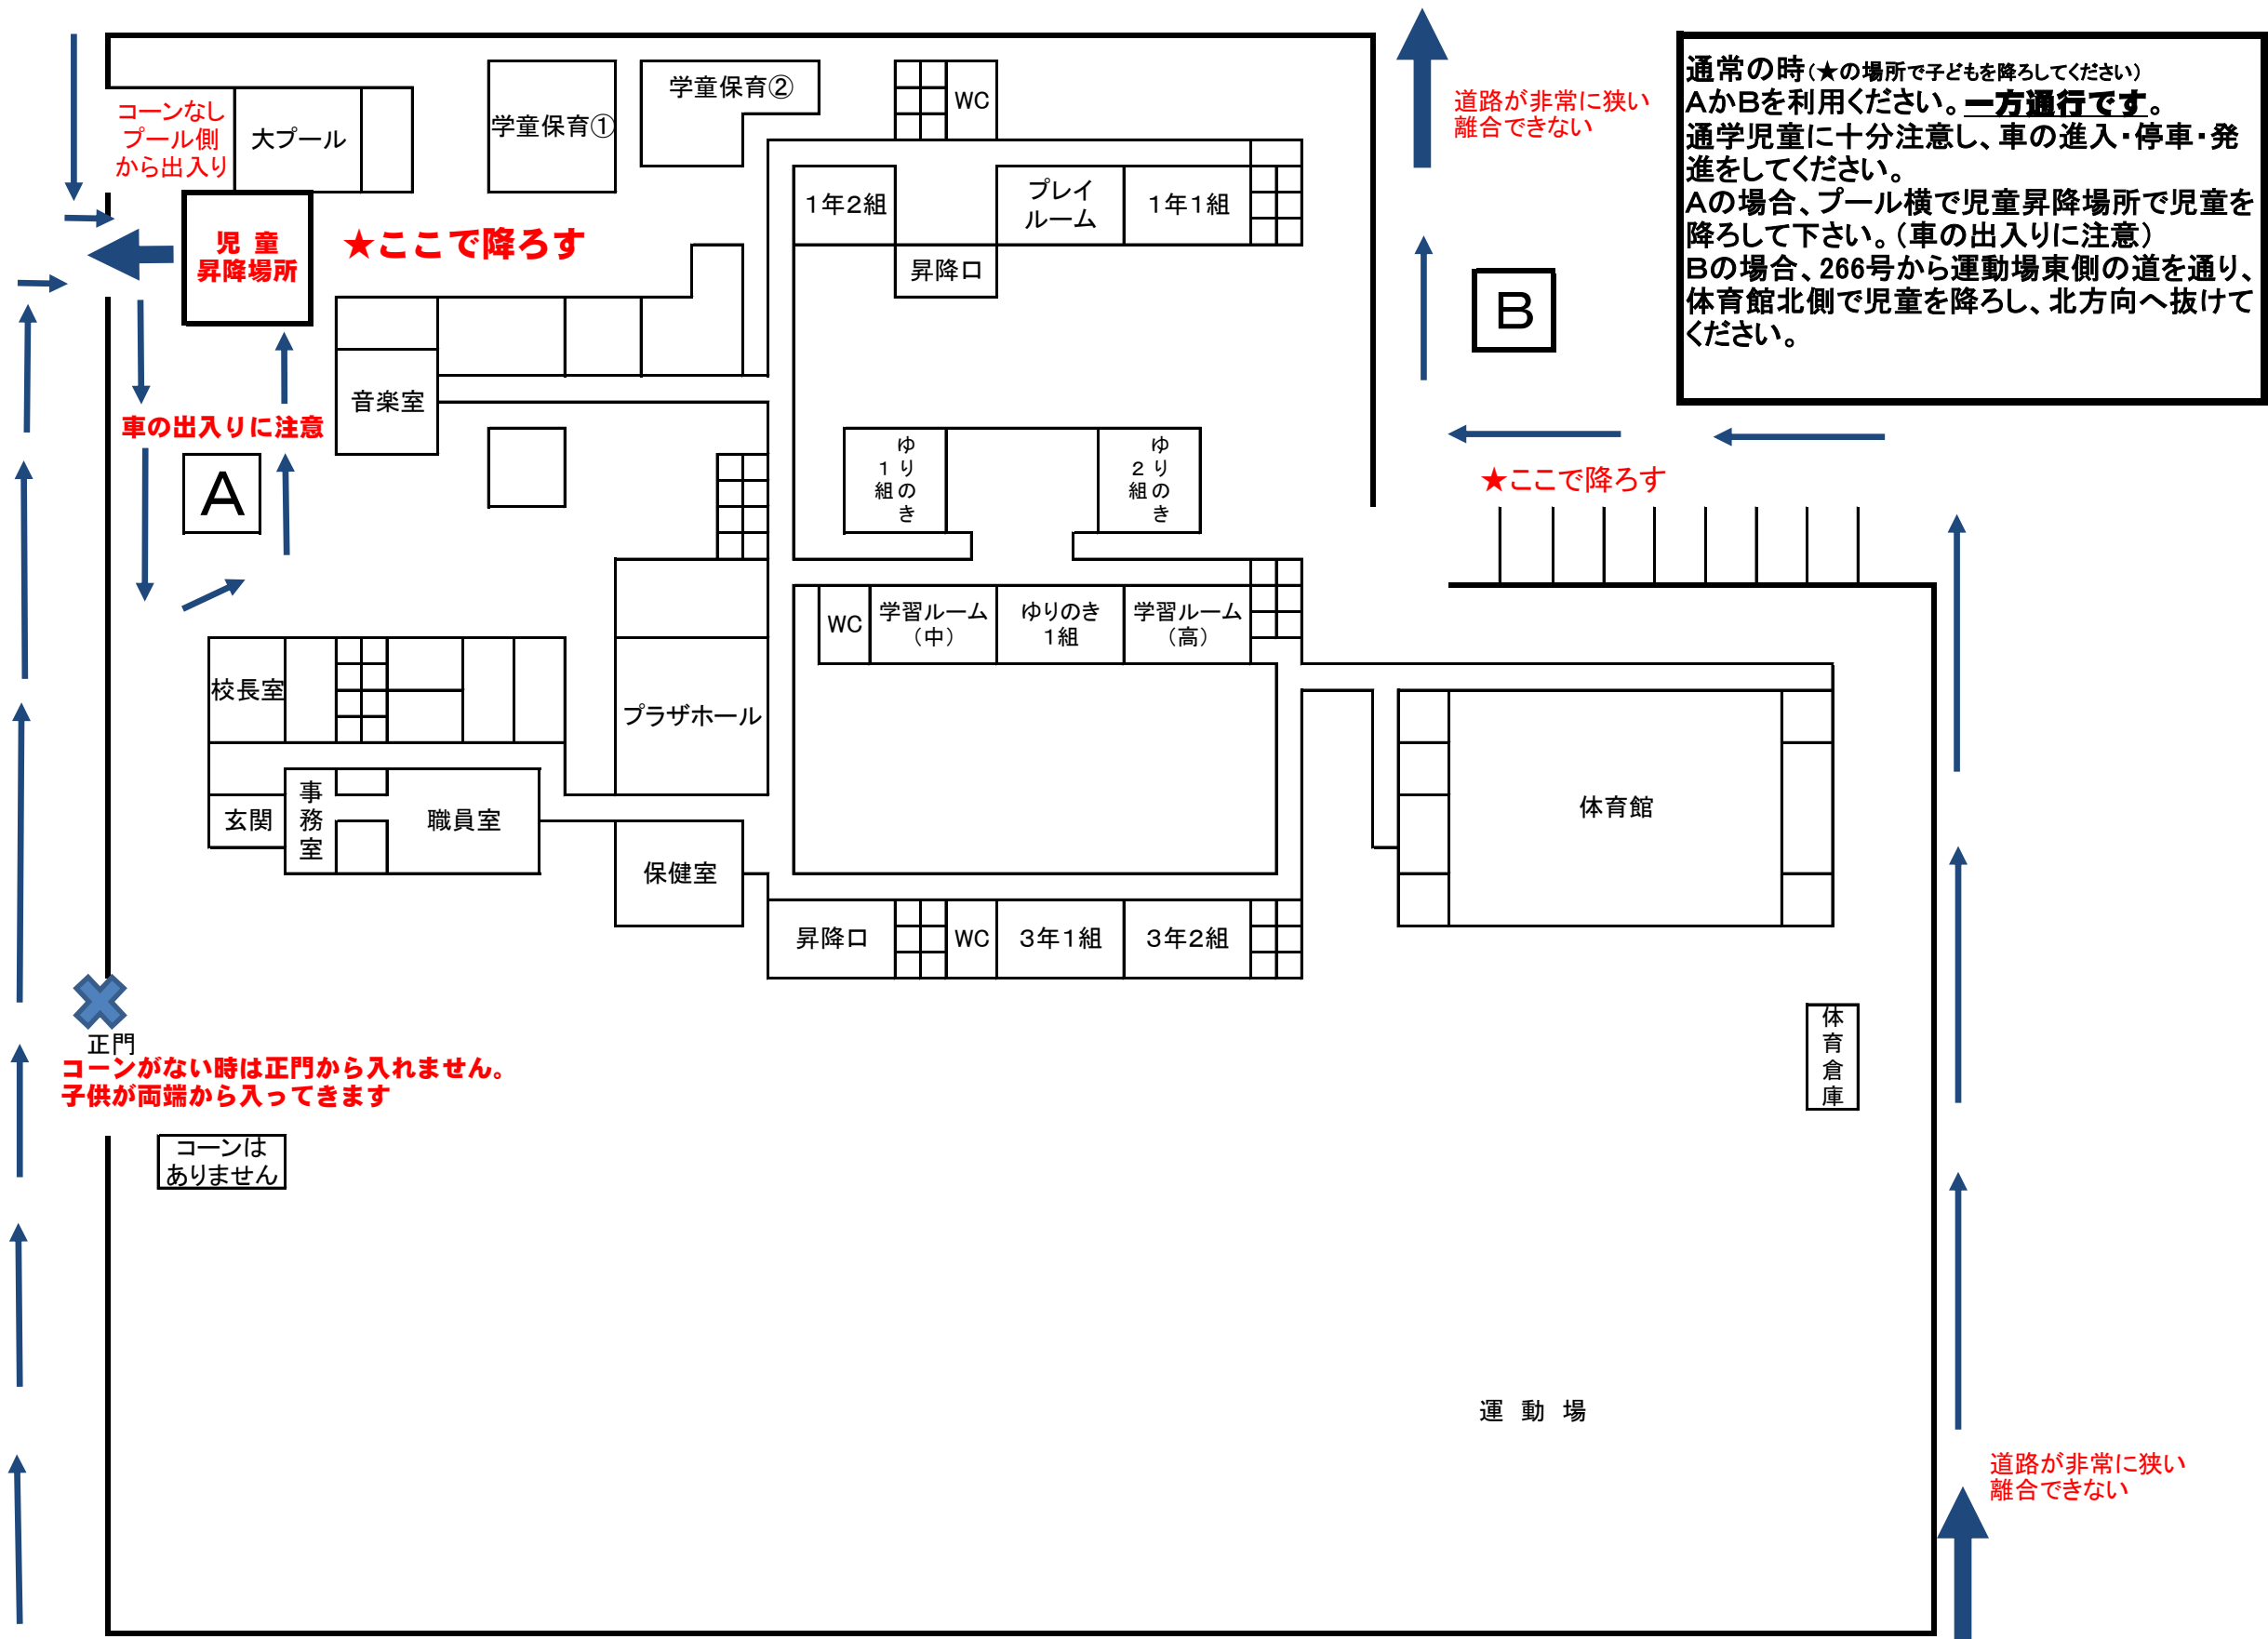 通常の時(★の場所で子どもを降ろしてください)
AかBを利用ください。一方通行です。
通学児童に十分注意し、車の進入・停車・発
進をしてください。
Aの場合、プール横で児童昇降場所で児童を
降ろして下さい。(車の出入りに注意)
Bの場合、266号から運動場東側の道を通り、
体育館北側で児童を降ろし、北方向へ抜けて
ください。
道路が非常に狭い
離合できない
コーンなし
プール側
から出入り
大プール
学童保育①
学童保育②
WC
1年2組
プレイ
ルーム
1年1組
昇降口
児 童
昇降場所
★ここで降ろす
B
音楽室
車の出入りに注意
A
ゆりのき
1組
ゆりのき
2組
★ここで降ろす
WC
学習ルーム
(中)
ゆりのき
1組
学習ルーム
(高)
校長室
プラザホール
玄関
事務室
職員室
保健室
体育館
昇降口
WC
3年1組
3年2組
正門
コーンがない時は正門から入れません。
子供が両端から入ってきます
コーンは
ありません
体育倉庫
運 動 場
道路が非常に狭い
離合できない